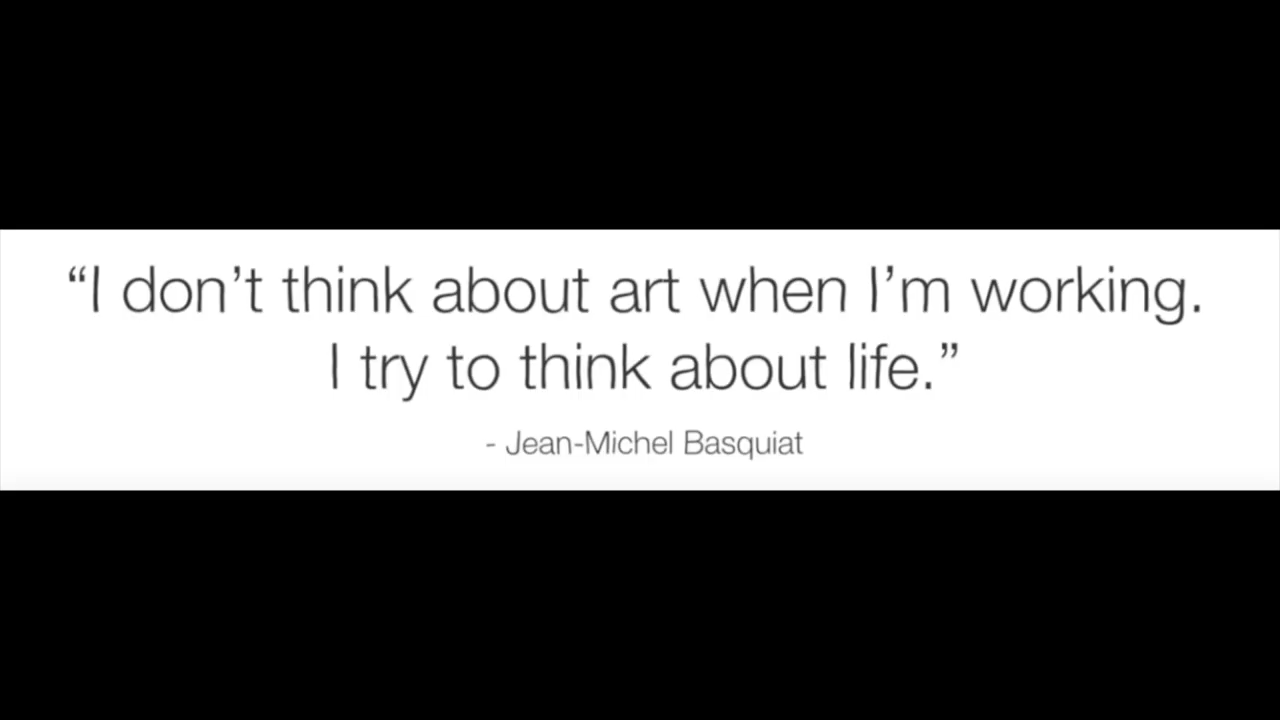 “I don’t think about art when I’m working.
I try to think about life.”
- Jean-Michel Basquiat